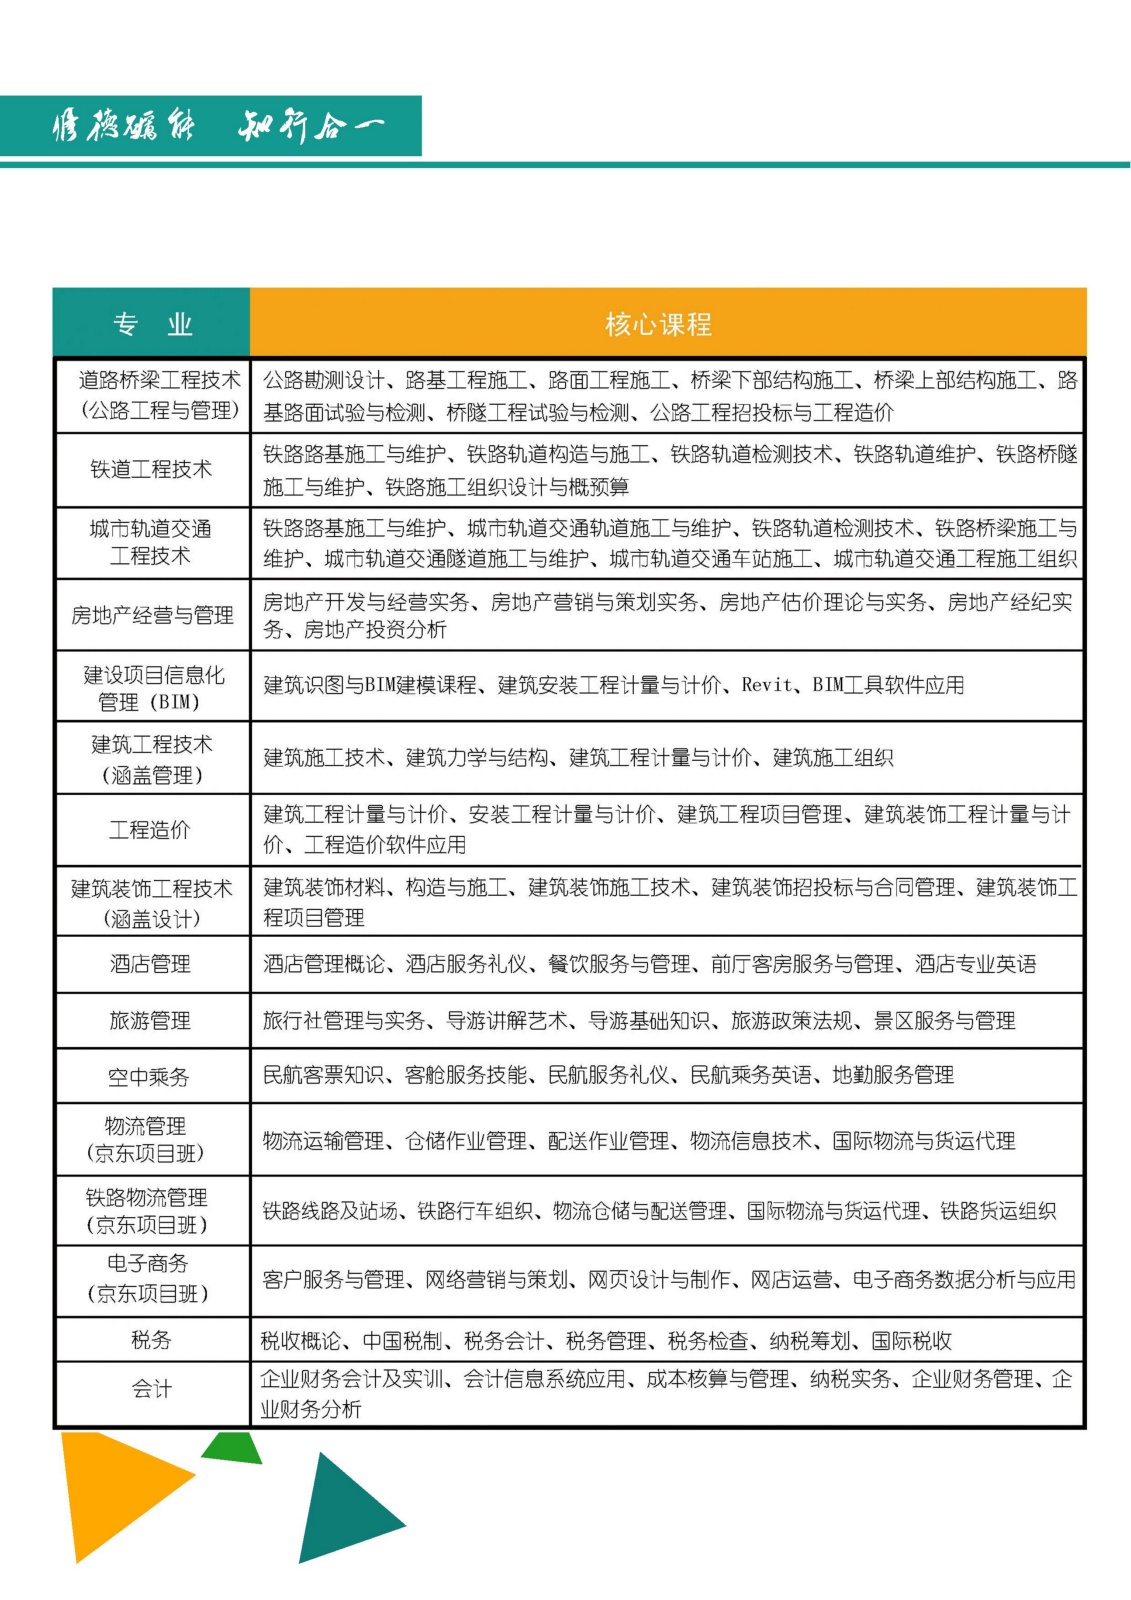 修德砺能 知行合一
专 业
核心课程
道路桥梁工程技术
(公路工程与管理)
公路勘测设计、路基工程施工、路面工程施工、桥梁下部结构施工、桥梁上部结构施工、路
基路面试验与检测、桥隧工程试验与检测、公路工程招投标与工程造价
铁道工程技术
铁路路基施工与维护、铁路轨道构造与施工、铁路轨道检测技术、铁路轨道维护、铁路桥隧
施工与维护、铁路施工组织设计与概预算
城市轨道交通
工程技术
铁路路基施工与维护、城市轨道交通轨道施工与维护、铁路轨道检测技术、铁路桥梁施工与
维护、城市轨道交通隧道施工与维护、城市轨道交通车站施工、城市轨道交通工程施工组织
房地产经营与管理
房地产开发与经营实务、房地产营销与策划实务、房地产估价理论与实务、房地产经纪实
务、房地产投资分析
建设项目信息化
管理（BIM）
建筑识图与BIM建模课程、建筑安装工程计量与计价、Revit、BIM工具软件应用
建筑工程技术
（涵盖管理）
建筑施工技术、建筑力学与结构、建筑工程计量与计价、建筑施工组织
工程造价
建筑工程计量与计价、安装工程计量与计价、建筑工程项目管理、建筑装饰工程计量与计
价、工程造价软件应用
建筑装饰工程技术
（涵盖设计）
建筑装饰材料、构造与施工、建筑装饰施工技术、建筑装饰招投标与合同管理、建筑装饰工
程项目管理
酒店管理
酒店管理概论、酒店服务礼仪、餐饮服务与管理、前厅客房服务与管理、酒店专业英语
旅游管理
旅行社管理与实务、导游讲解艺术、导游基础知识、旅游政策法规、景区服务与管理
空中乘务
民航客票知识、客舱服务技能、民航服务礼仪、民航乘务英语、地勤服务管理
物流管理
（京东项目班）
物流运输管理、仓储作业管理、配送作业管理、物流信息技术、国际物流与货运代理
铁路物流管理
（京东项目班）
铁路线路及站场、铁路行车组织、物流仓储与配送管理、国际物流与货运代理、铁路货运组织
电子商务
（京东项目班）
客户服务与管理、网络营销与策划、网页设计与制作、网店运营、电子商务数据分析与应用
税务
税收概论、中国税制、税务会计、税务管理、税务检查、纳税筹划、国际税收
会计
企业财务会计及实训、会计信息系统应用、成本核算与管理、纳税实务、企业财务管理、企
业财务分析